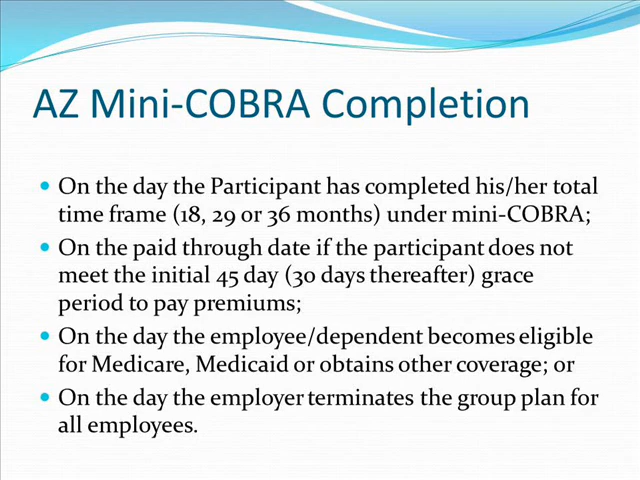 AZ Mini-COBRA Completion
• On the day the Participant has completed his/her total
time frame (18, 29 or 36 months) under mini-COBRA;
• On the paid through date if the participant does not
meet the initial 45 day (30 days thereafter) grace
period to pay premiums;
• On the day the employee/dependent becomes eligible
for Medicare, Medicaid or obtains other coverage; or
• On the day the employer terminates the group plan for
all employees.